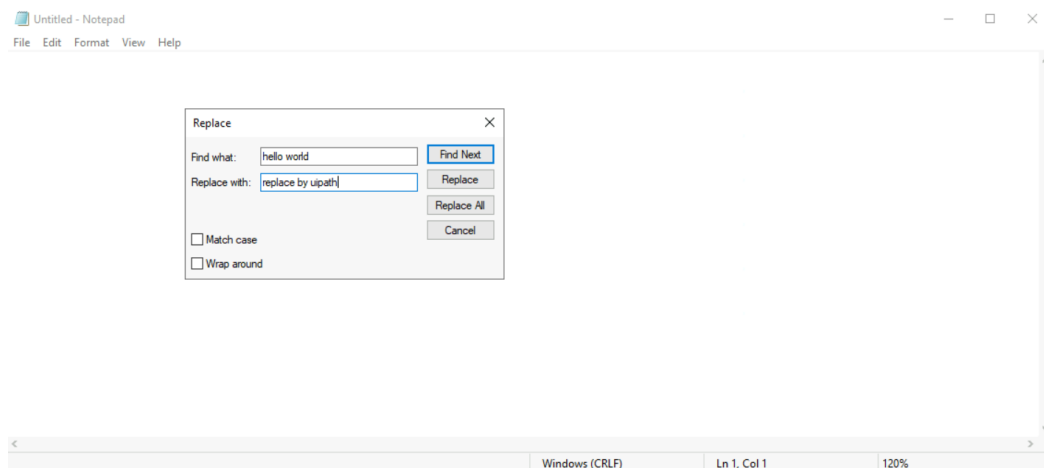 Untitled - Notepad
File Edit Format View Help
Replace
Find what: hello world Find Next
Replace with: replace by uipath Replace
Replace All
Cancel
Match case
Wrap around
Windows (CRLF) Ln 1, Col 1 120%